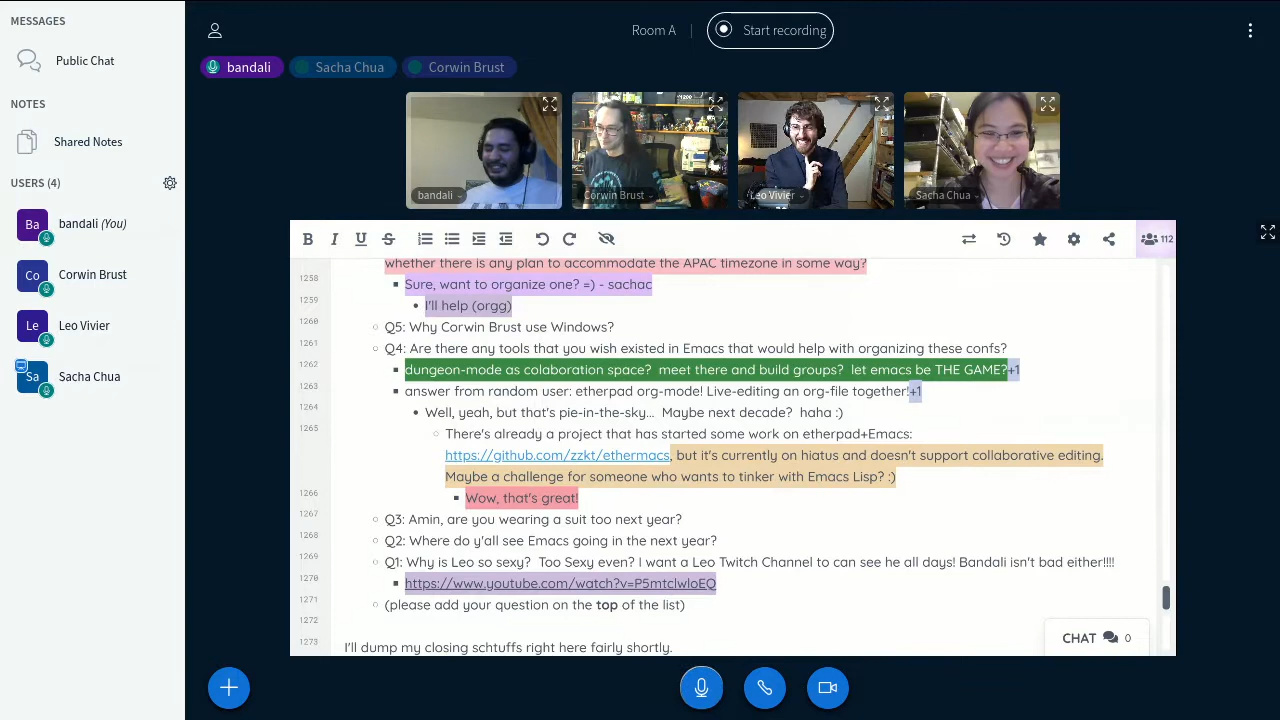 MESSAGES
Public Chat
NOTES
Shared Notes
USERS (4)
Ba
bandali (You)
Co
Corwin Brust
Le
Leo Vivier
Sa
Sacha Chua
Room A
Start recording
bandali
Sacha Chua
Corwin Brust
bandali
Corwin Brust
Leo Vivier
Sacha Chua
B I U S
112
whether there is any plan to accommodate the APAC timezone in some way?
1258 Sure, want to organize one? =) - sachac
1259 I'll help (orgg)
1260 Q5: Why Corwin Brust use Windows?
1261 Q4: Are there any tools that you wish existed in Emacs that would help with organizing these confs?
1262 dungeon-mode as colaboration space? meet there and build groups? let emacs be THE GAME?+1
1263 answer from random user: etherpad org-mode! Live-editing an org-file together!+1
1264 Well, yeah, but that's pie-in-the-sky... Maybe next decade? haha :)
1265 There's already a project that has started some work on etherpad+Emacs:
https://github.com/zzkt/ethermacs, but it's currently on hiatus and doesn't support collaborative editing.
Maybe a challenge for someone who wants to tinker with Emacs Lisp? :)
1266 Wow, that's great!
1267 Q3: Amin, are you wearing a suit too next year?
1268 Q2: Where do y'all see Emacs going in the next year?
1269 Q1: Why is Leo so sexy? Too Sexy even? I want a Leo Twitch Channel to can see he all days! Bandali isn't bad either!!!!
1270 https://www.youtube.com/watch?v=P5mtclwloEQ
1271 (please add your question on the top of the list)
1272
1273 I'll dump my closing schtuffs right here fairly shortly.
CHAT 0